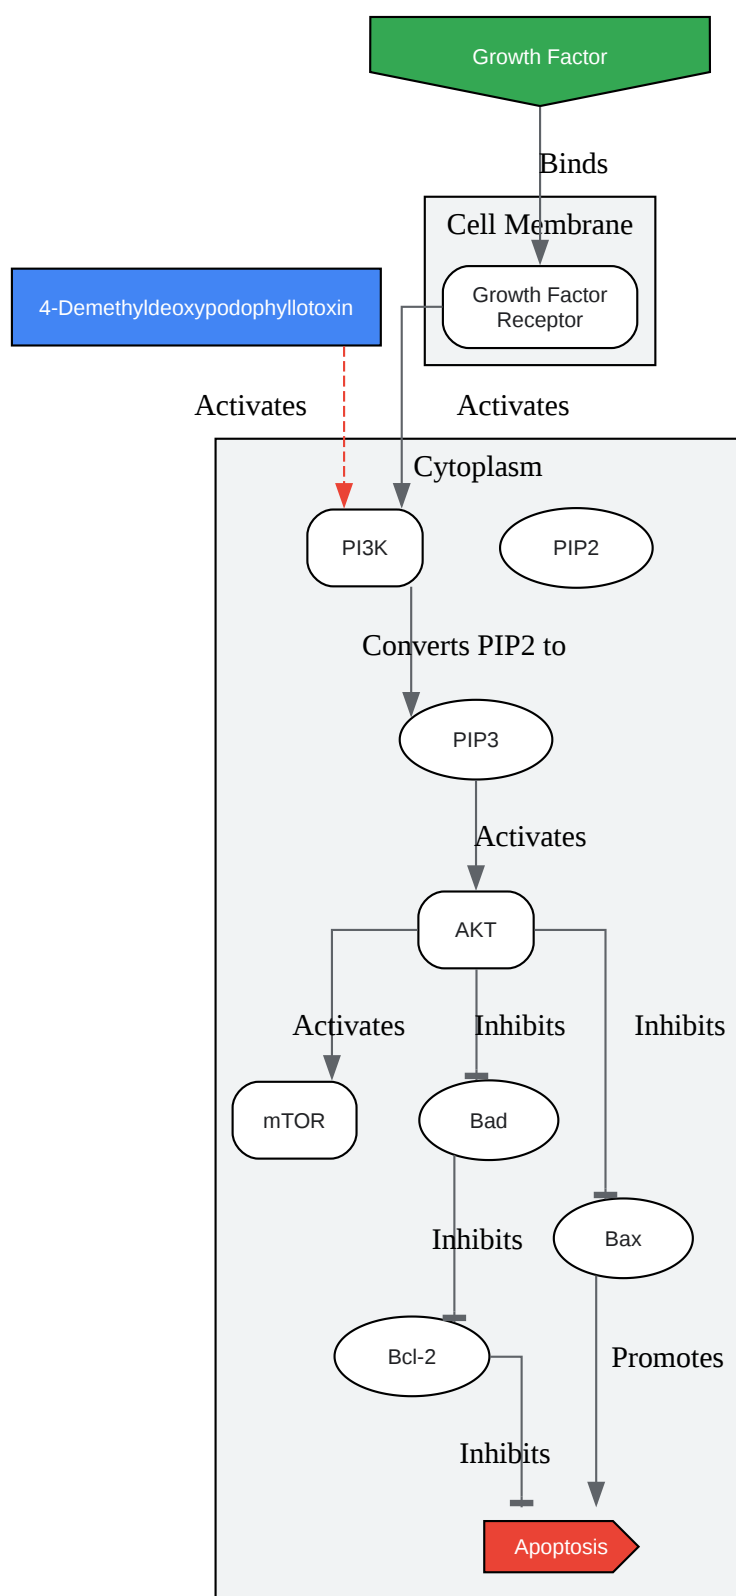 Growth Factor
Binds
Cell Membrane
Growth Factor
Receptor
4-Demethyldeoxypodophyllotoxin
Activates
Activates
Cytoplasm
PI3K
PIP2
Converts PIP2 to
PIP3
Activates
AKT
Activates
Inhibits
Inhibits
mTOR
Bad
Inhibits
Bax
Bcl-2
Promotes
Inhibits
Apoptosis